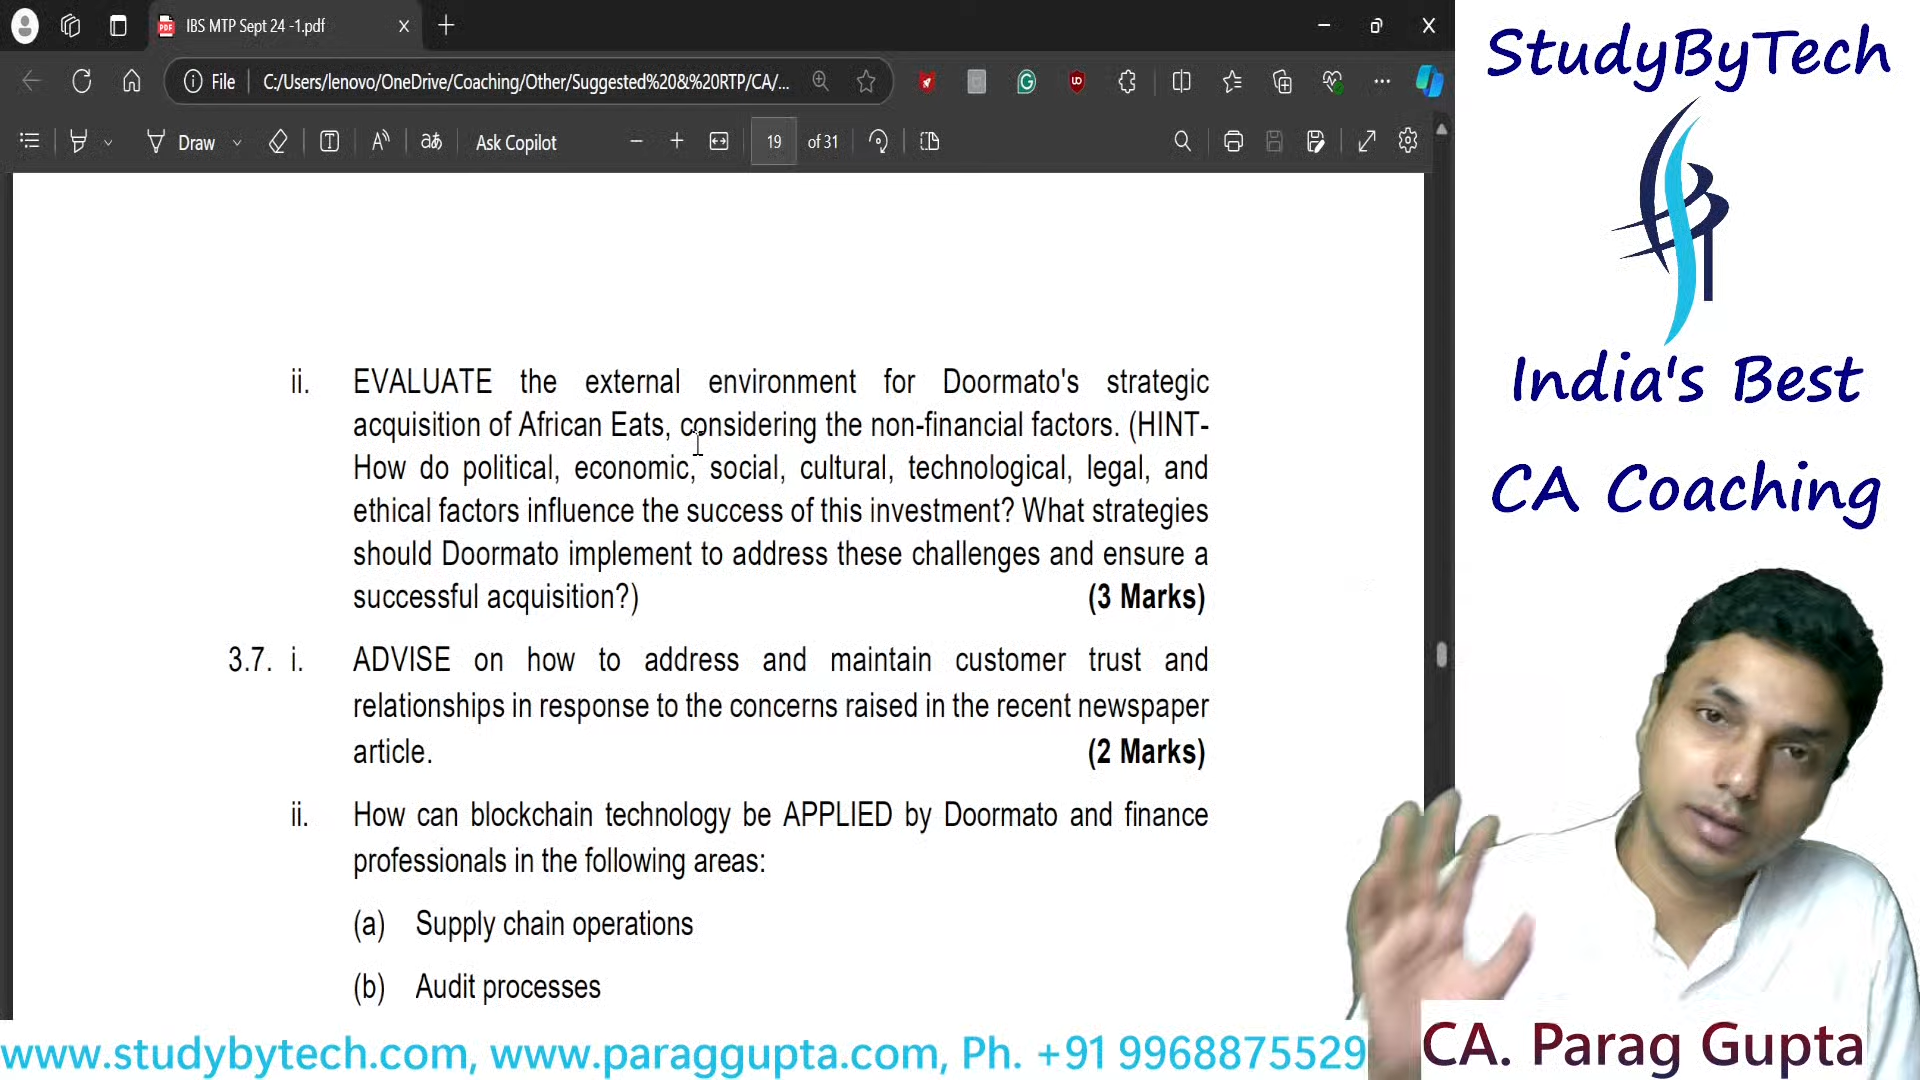 IBS MTP Sept 24 -1.pdf
File C:/Users/lenovo/OneDrive/Coaching/Other/Suggested%20&%20RTP/CA/...
Draw Ask Copilot 19 of 31
ii. EVALUATE the external environment for Doormato's strategic
acquisition of African Eats, considering the non-financial factors. (HINT-
How do political, economic, social, cultural, technological, legal, and
ethical factors influence the success of this investment? What strategies
should Doormato implement to address these challenges and ensure a
successful acquisition?) (3 Marks)
3.7. i. ADVISE on how to address and maintain customer trust and
relationships in response to the concerns raised in the recent newspaper
article. (2 Marks)
ii. How can blockchain technology be APPLIED by Doormato and finance
professionals in the following areas:
(a) Supply chain operations
(b) Audit processes
StudyByTech
India's Best
CA Coaching
www.studybytech.com, www.paraggupta.com, Ph. +91 9968875529
CA. Parag Gupta